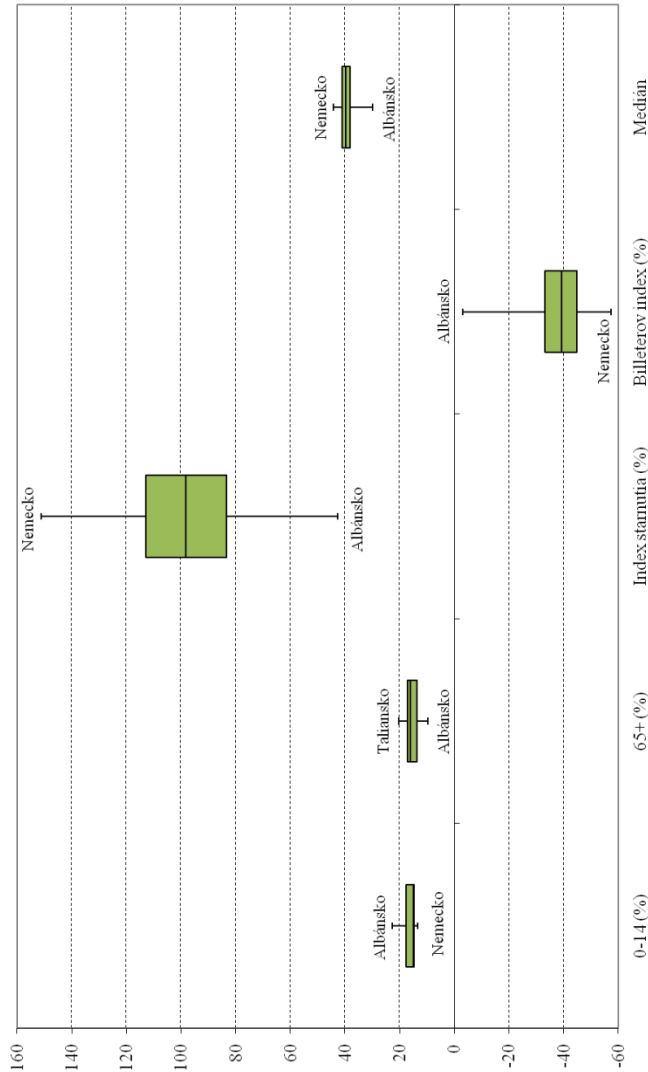 160
140
120
100
80
60
40
20
0
-20
-40
-60
Albánsko
Nemecko
Taliansko
Albánsko
Nemecko
Albánsko
Albánsko
Nemecko
Nemecko
Albánsko
0-14 (%)
65+ (%)
Index starnutia (%)
Billeterov index (%)
Medián